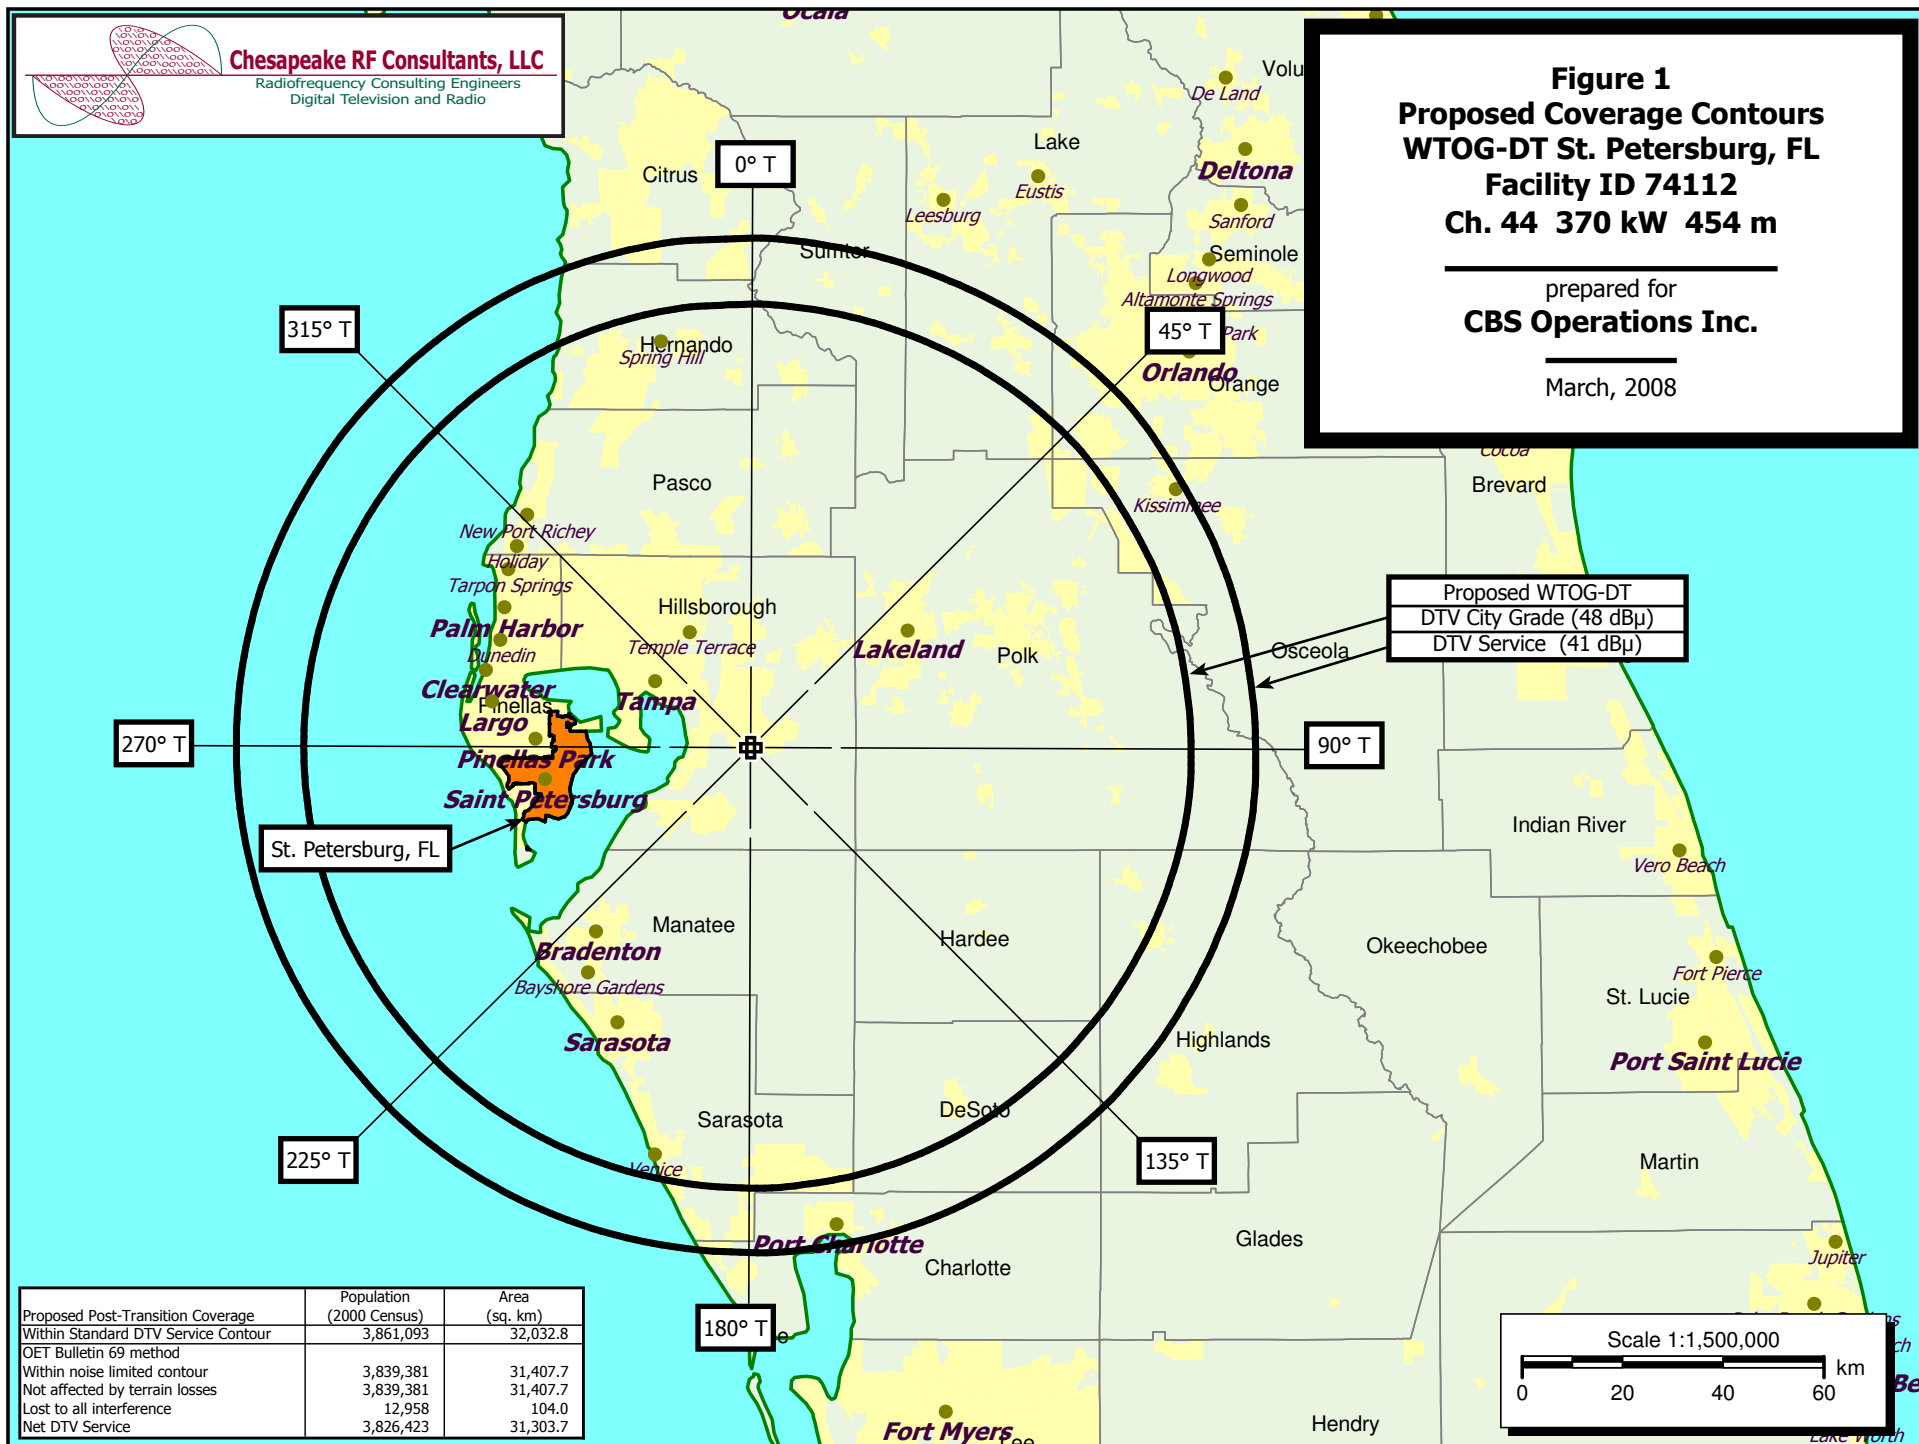 Ocala
Chesapeake RF Consultants, LLC
Radiofrequency Consulting Engineers
Digital Television and Radio
Figure 1
Proposed Coverage Contours
WTOG-DT St. Petersburg, FL
Facility ID 74112
Ch. 44 370 kW 454 m
prepared for
CBS Operations Inc.
March, 2008
De Land
Lake
Deltona
Citrus
0° T
Eustis
Leesburg
Sanford
Sumter
Seminole
Longwood
Altamonte Springs
315° T
45° T
Park
Hernando
Spring Hill
Orlando
Orange
Cocoa
Pasco
Brevard
Kissimmee
New Port Richey
Holiday
Tarpon Springs
Hillsborough
Palm Harbor
Temple Terrace
Dunedin
Lakeland
Polk
Osceola
Proposed WTOG-DT
DTV City Grade (48 dBµ)
DTV Service (41 dBµ)
Clearwater
Pinellas
Tampa
Largo
270° T
90° T
Pinellas Park
Saint Petersburg
St. Petersburg, FL
Indian River
Vero Beach
Manatee
Bradenton
Hardee
Okeechobee
Bayshore Gardens
Fort Pierce
St. Lucie
Sarasota
Highlands
Port Saint Lucie
Sarasota
DeSoto
225° T
Venice
135° T
Martin
Port Charlotte
Glades
Charlotte
Jupiter
180° T
Proposed Post-Transition Coverage Population (2000 Census) Area (sq. km)
Within Standard DTV Service Contour 3,861,093 32,032.8
OET Bulletin 69 method
Within noise limited contour 3,839,381 31,407.7
Not affected by terrain losses 3,839,381 31,407.7
Lost to all interference 12,958 104.0
Net DTV Service 3,826,423 31,303.7
Scale 1:1,500,000
0 20 40 60 km
Fort Myers
Lee
Hendry
Lake Worth